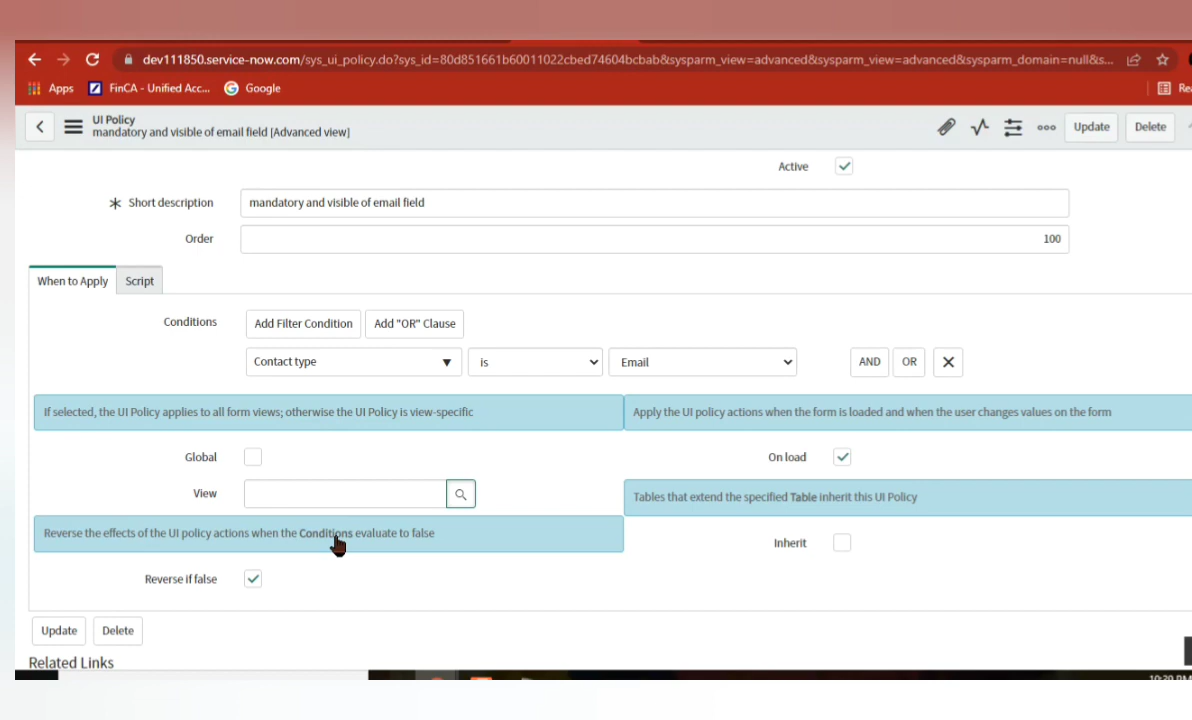 dev111850.service-now.com/sys_ui_policy.do?sys_id=80d851661b60011022cbed74604bcbab&sysparm_view=advanced&sysparm_view=advanced&sysparm_domain=null&s...
Apps FinCA - Unified Acc... Google Rea
UI Policy
mandatory and visible of email field [Advanced view]
Update Delete
Active
Short description mandatory and visible of email field
Order 100
When to Apply Script
Conditions Add Filter Condition Add "OR" Clause
Contact type is Email AND OR
If selected, the UI Policy applies to all form views; otherwise the UI Policy is view-specific
Apply the UI policy actions when the form is loaded and when the user changes values on the form
Global On load
View
Tables that extend the specified Table inherit this UI Policy
Reverse the effects of the UI policy actions when the Conditions evaluate to false
Inherit
Reverse if false
Update Delete
Related Links
10:39 PM